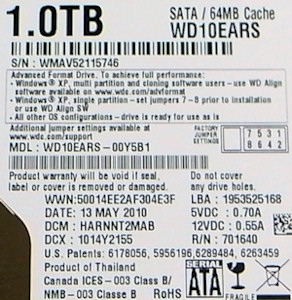 1.0TB
SATA / 64MB Cache
WD10EARS
S/N : WMAV52115746
Advanced Format Drive. To achieve full performance:
• Windows® XP, multi partition and cloning software users - use WD Align
software at www.wdc.com/align
• Windows® XP, single partition - set jumpers 7-8 prior to installation
or use WD Align SW
• All other OS configurations - drive is ready for use as is
Additional jumper settings available at
www.wdc.com/support
FACTORY
JUMPER
SETTINGS
7 5 3 1
8 6 4 2
MDL : WD10EARS-00Y5B1
Product warranty will be void if seal,
label or cover is removed or damaged.
Do not cover
any drive holes.
WWN:50014EE2AF304E3F
DATE: 13 MAY 2010
DCM : HARNNT2MAB
DCX : 1014Y2155
LBA : 1953525168
5VDC : 0.70A
12VDC : 0.55A
R/N : 701640
U.S. Patents: 6178056, 5956196, 6289484, 6263459
Product of Thailand
Canada ICES -003 Class B/
NMB-003 Classe B
RoHS
SERIAL
SATA